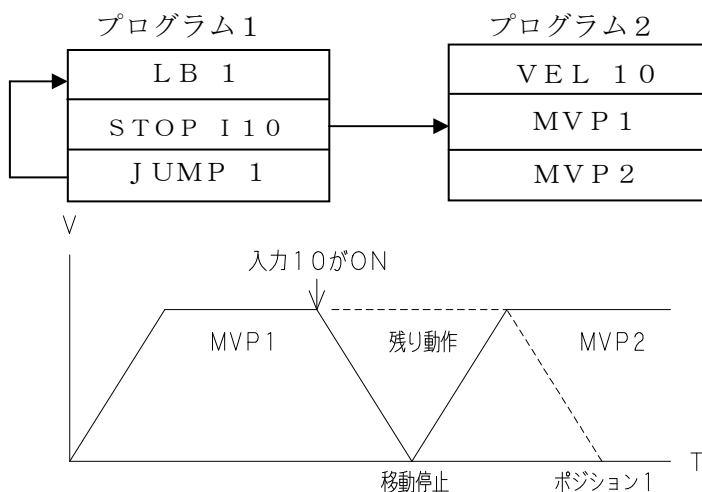 プログラム１
プログラム２
ＬＢ １
ＳＴＯＰ Ｉ１０
ＪＵＭＰ １
ＶＥＬ １０
ＭＶＰ１
ＭＶＰ２
V
入力１０がON
MVP1
残り動作
MVP2
T
移動停止
ポジション１